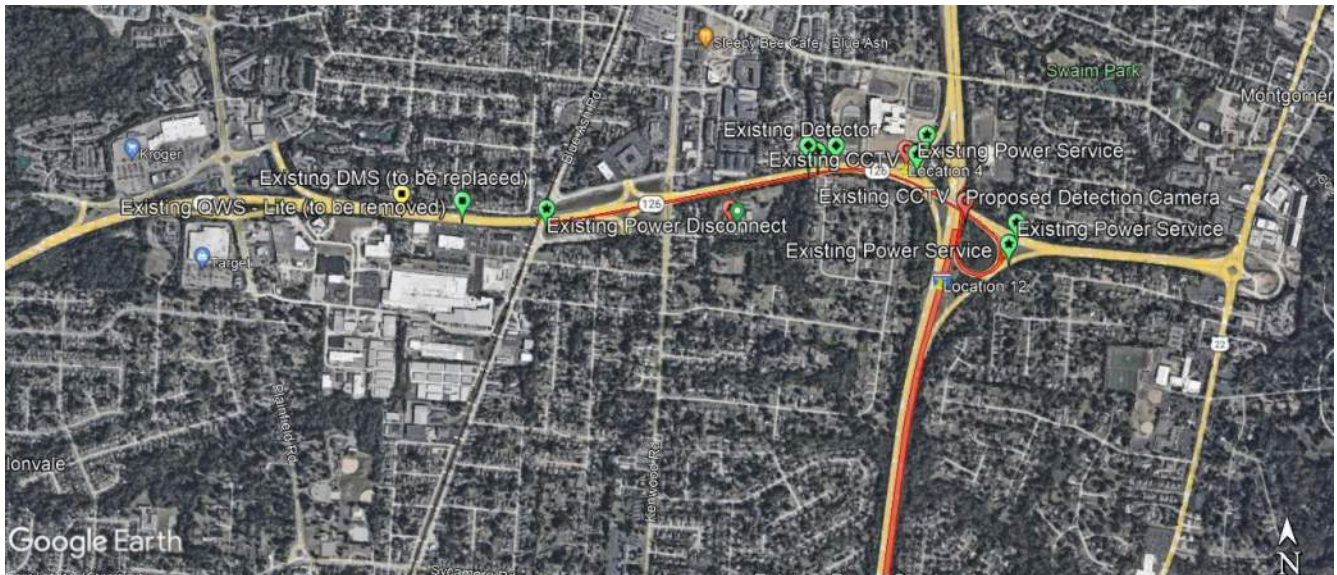 Sleepy Bee Cafe - Blue Ash
Swaim Park
Montgomer
Blue Ash Rd
Kroger
Existing Detector
Existing CCTV
Existing Power Service
Location 4
126
Existing DMS (to be replaced)
Existing QWS - Lite (to be removed)
126
Existing CCTV
Proposed Detection Camera
Existing Power Disconnect
Existing Power Service
Existing Power Service
Target
Location 12
22
Plainfield Rd
Kenwood Rd
lonvale
Google Earth
N